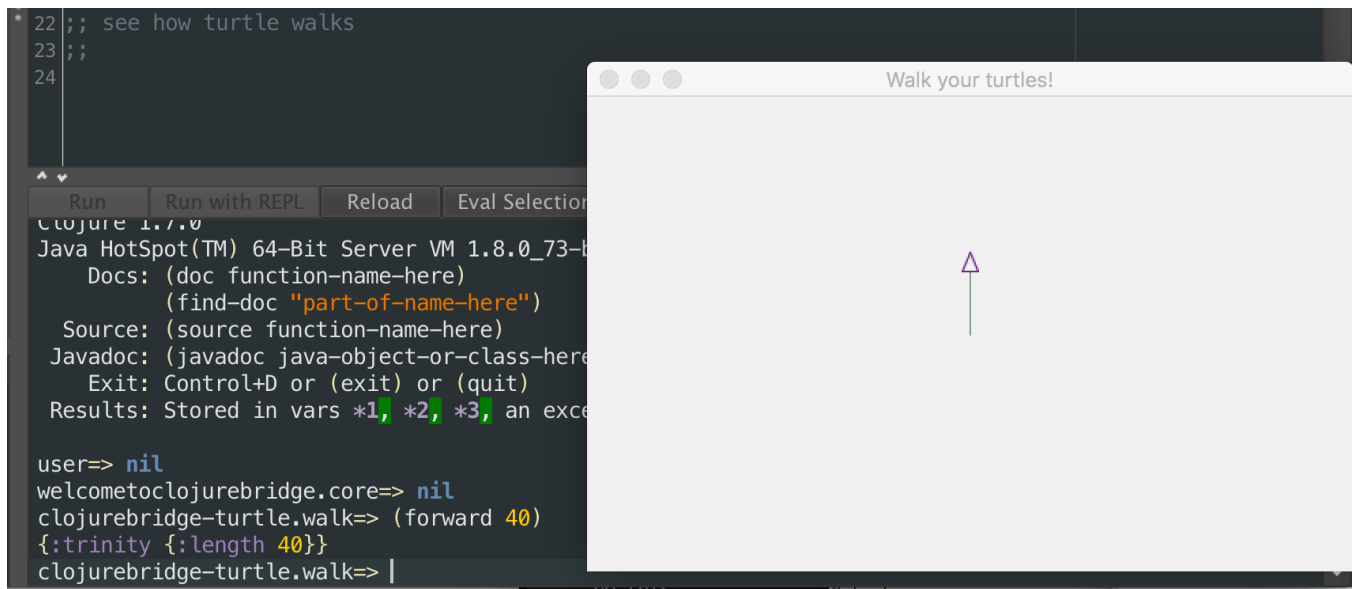 22 ;; see how turtle walks
23 ;;
24
Walk your turtles!
Run Run with REPL Reload Eval Selection
Clojure 1.7.0
Java HotSpot(TM) 64-Bit Server VM 1.8.0_73-b
Docs: (doc function-name-here)
(find-doc "part-of-name-here")
Source: (source function-name-here)
Javadoc: (javadoc java-object-or-class-here
Exit: Control+D or (exit) or (quit)
Results: Stored in vars *1, *2, *3, an exce
user=> nil
welcometoclojurebridge.core=> nil
clojurebridge-turtle.walk=> (forward 40)
{:trinity {:length 40}}
clojurebridge-turtle.walk=>